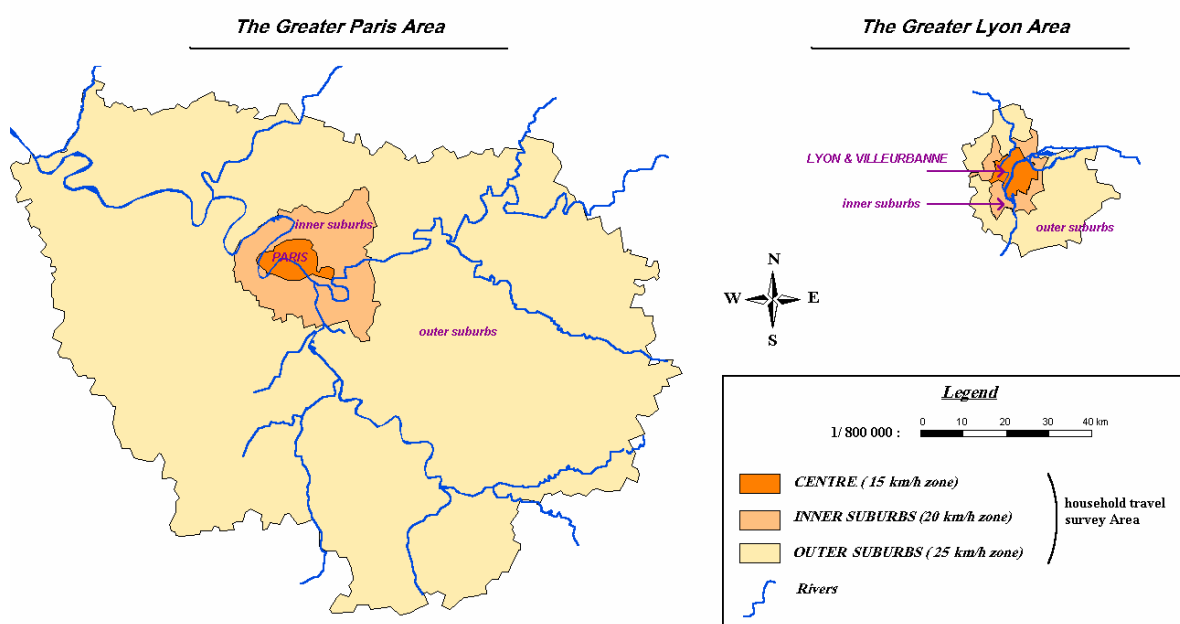 The Greater Paris Area
The Greater Lyon Area
LYON & VILLEURBANNE
inner suburbs
outer suburbs
inner suburbs
PARIS
outer suburbs
N
W E
S
Legend
0 10 20 30 40 km
1/ 800 000 :
CENTRE ( 15 km/h zone)
INNER SUBURBS (20 km/h zone)
OUTER SUBURBS ( 25 km/h zone)
household travel
survey Area
Rivers